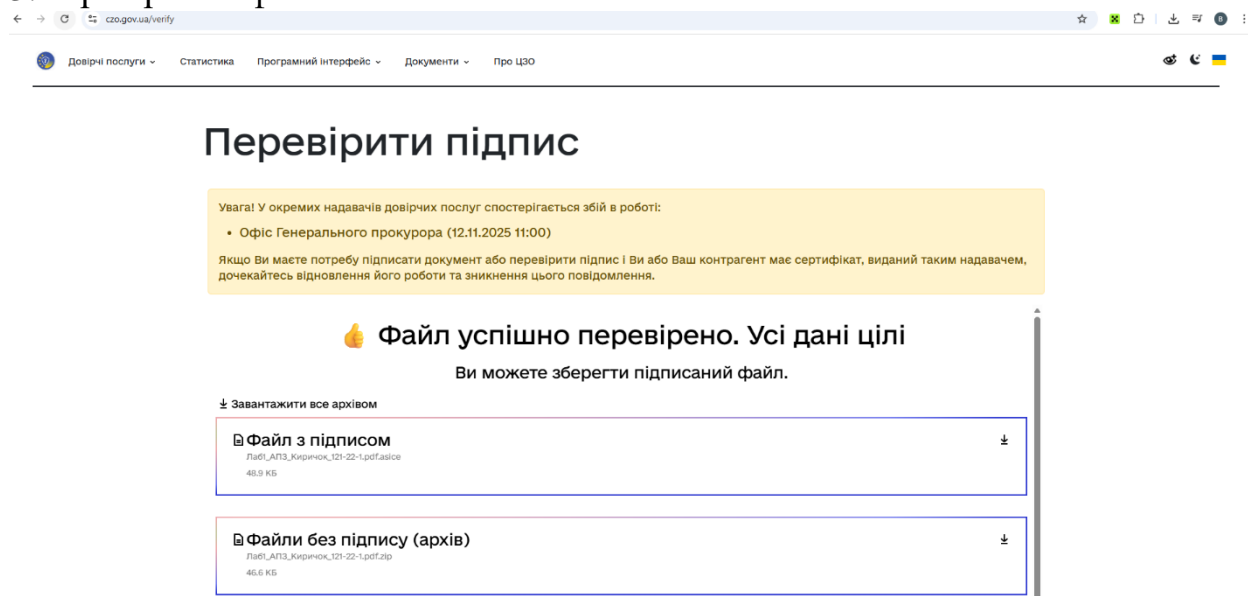 czo.gov.ua/verify
Довірчі послуги Статистика Програмний інтерфейс Документи Про ЦЗО
Перевірити підпис
Увага! У окремих надавачів довірчих послуг спостерігається збій в роботі:
• Офіс Генерального прокурора (12.11.2025 11:00)
Якщо Ви маєте потребу підписати документ або перевірити підпис і Ви або Ваш контрагент має сертифікат, виданий таким надавачем,
дочекайтесь відновлення його роботи та зникнення цього повідомлення.
👍 Файл успішно перевірено. Усі дані цілі
Ви можете зберегти підписаний файл.
Завантажити все архівом
Файл з підписом
Лаб1_АПЗ_Киричок_121-22-1.pdf.asice
48.9 КБ
Файли без підпису (архів)
Лаб1_АПЗ_Киричок_121-22-1.pdf.zip
46.6 КБ